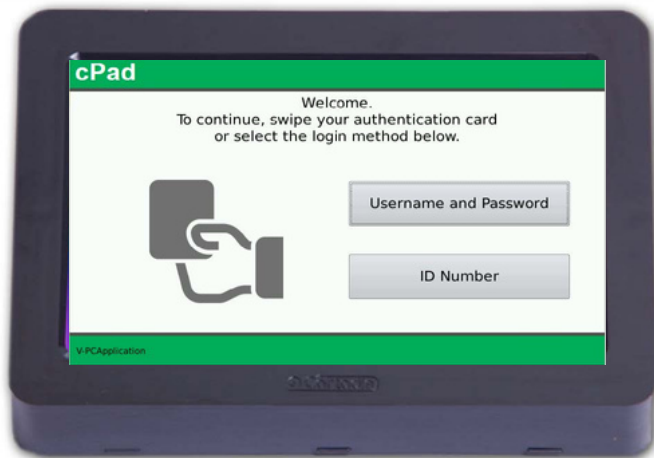 cPad
Welcome.
To continue, swipe your authentication card
or select the login method below.
Username and Password
ID Number
V-PCApplication